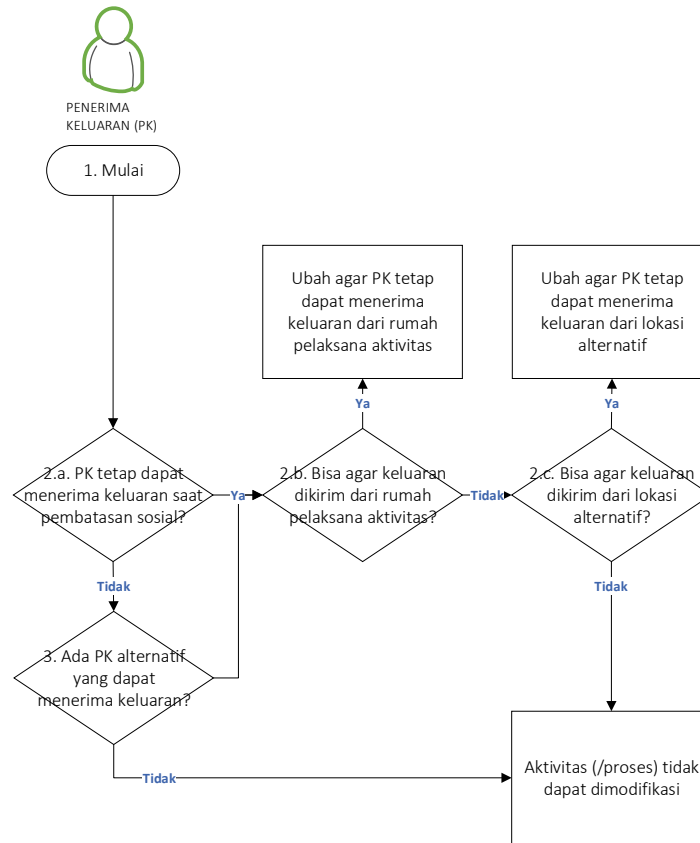 PENERIMA
KELUARAN (PK)
1. Mulai
Ubah agar PK tetap
dapat menerima
keluaran dari rumah
pelaksana aktivitas
Ubah agar PK tetap
dapat menerima
keluaran dari lokasi
alternatif
Ya
Ya
2.a. PK tetap dapat
menerima keluaran saat
pembatasan sosial?
Ya
2.b. Bisa agar keluaran
dikirim dari rumah
pelaksana aktivitas?
Tidak
2.c. Bisa agar keluaran
dikirim dari lokasi
alternatif?
Tidak
Tidak
3. Ada PK alternatif
yang dapat
menerima keluaran?
Tidak
Aktivitas (/proses) tidak
dapat dimodifikasi